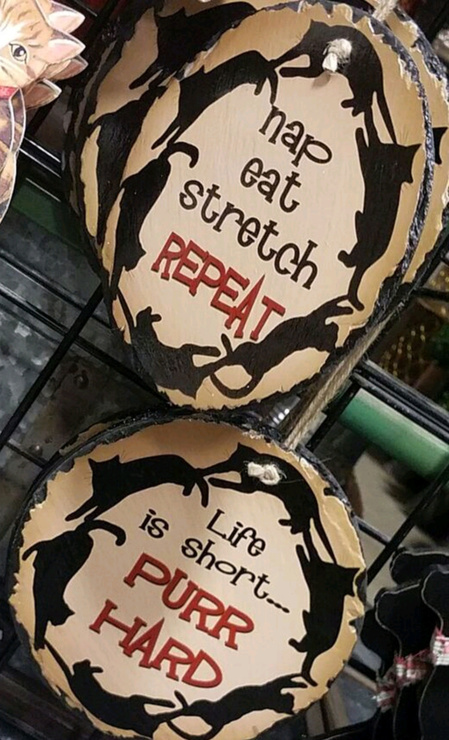 nap
eat
stretch
REPEAT
Life
is short...
PURR
HARD